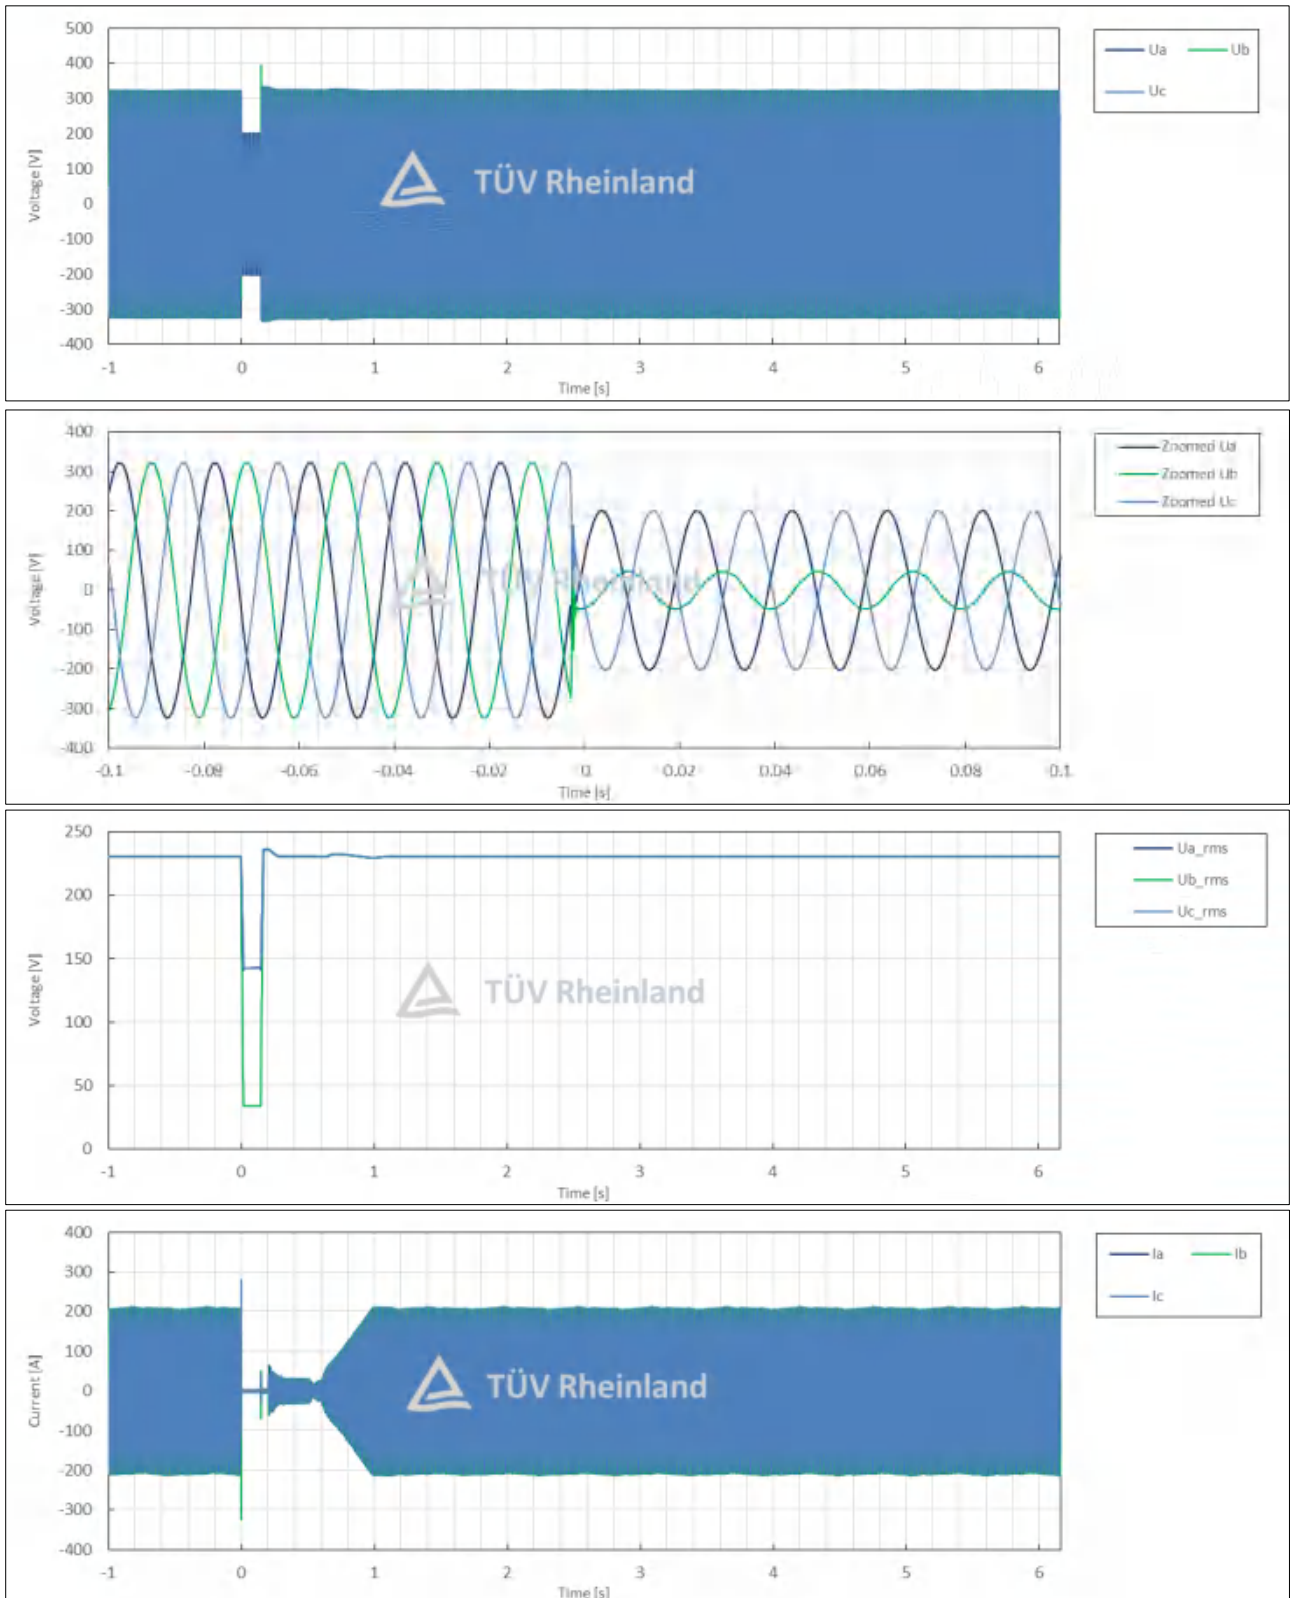 500
400
300
200
100
0
-100
-200
-300
-400
Voltage [V]
-1 0 1 2 3 4 5 6
Time [s]
Ua Ub
Uc
TÜV Rheinland
400
300
200
100
0
-100
-200
-300
-400
Voltage [V]
-0.1 -0.08 -0.06 -0.04 -0.02 0 0.02 0.04 0.06 0.08 0.1
Time [s]
Zoomed Ua
Zoomed Ub
Zoomed Uc
TÜV Rheinland
250
200
150
100
50
0
Voltage [V]
-1 0 1 2 3 4 5 6
Time [s]
Ua_rms
Ub_rms
Uc_rms
TÜV Rheinland
400
300
200
100
0
-100
-200
-300
-400
Current [A]
-1 0 1 2 3 4 5 6
Time [s]
Ia Ib
Ic
TÜV Rheinland